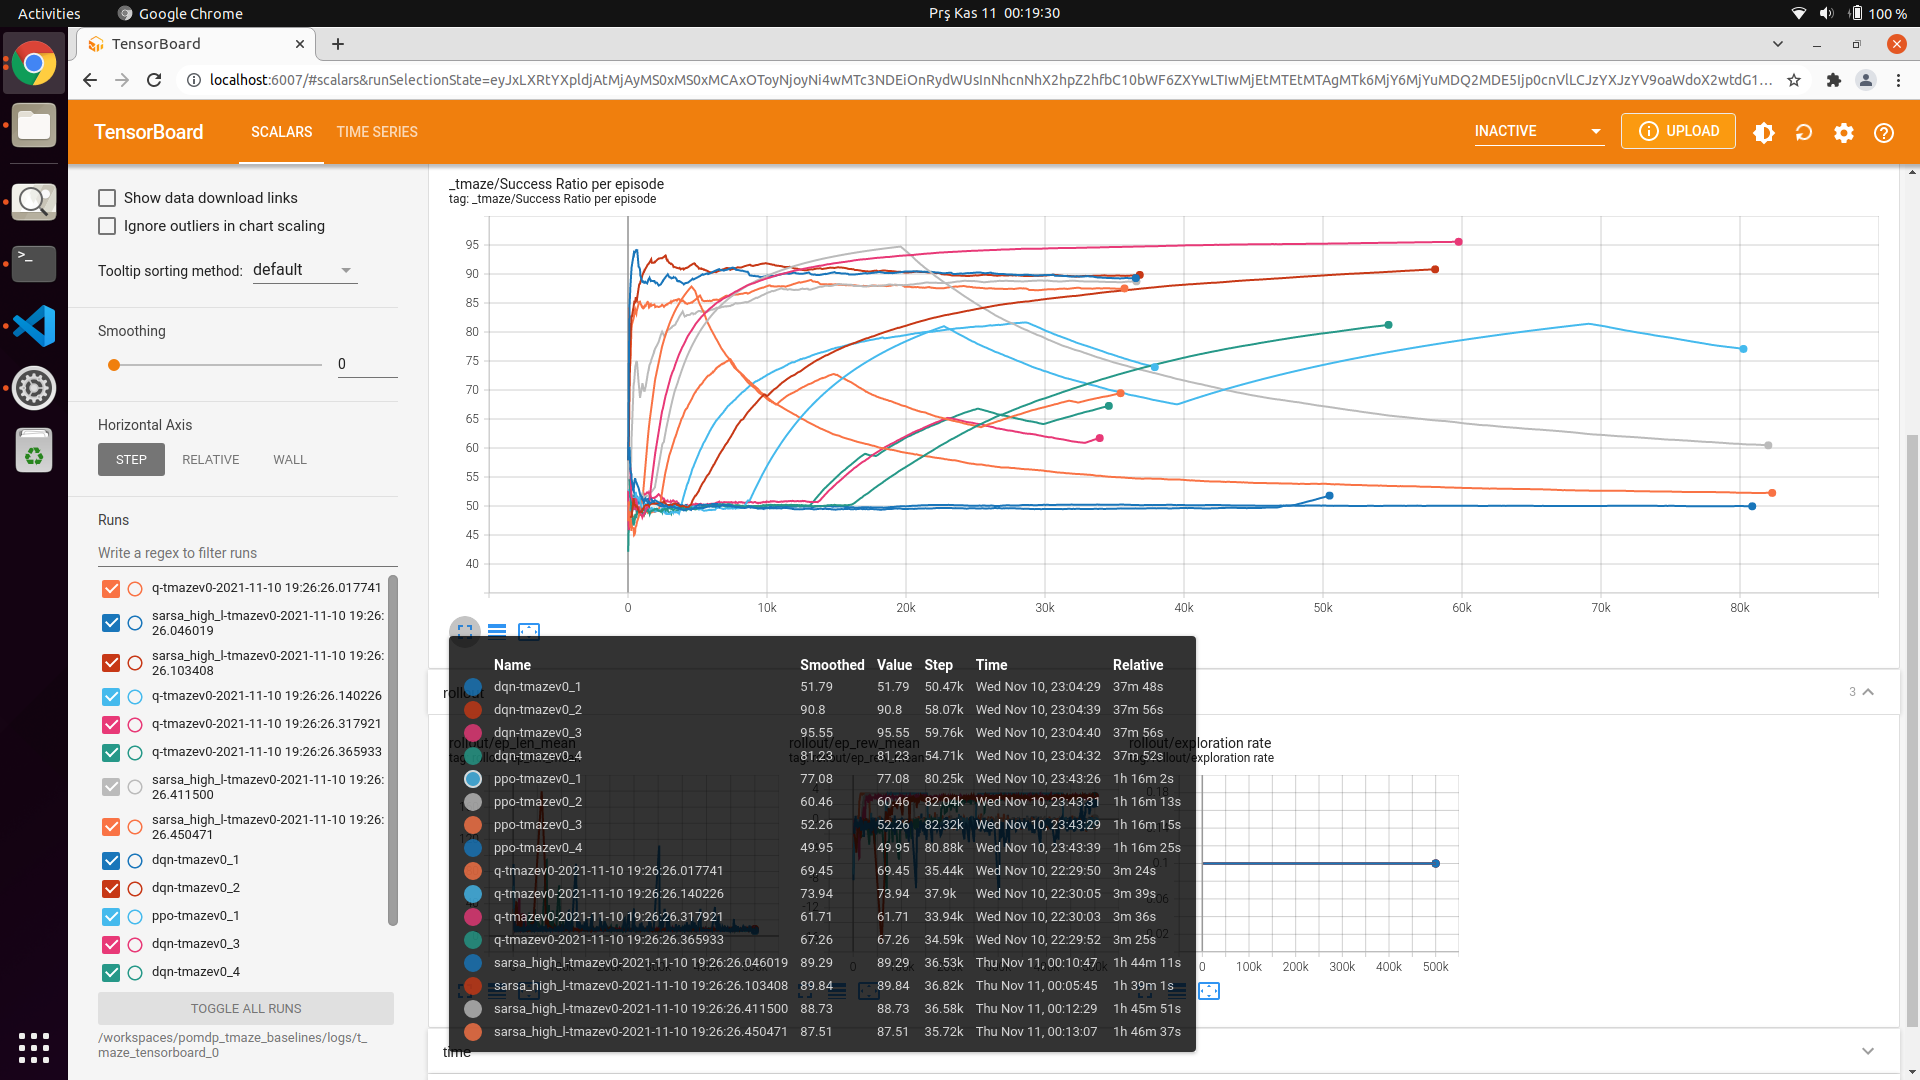 Activities Google Chrome Prş Kas 11 00:19:30 100 %
TensorBoard
localhost:6007/#scalars&runSelectionState=
TensorBoard SCALARS TIME SERIES INACTIVE UPLOAD
Show data download links
Ignore outliers in chart scaling
Tooltip sorting method: default
Smoothing
0
Horizontal Axis
STEP RELATIVE WALL
Runs
Write a regex to filter runs
q-tmazev0-2021-11-10 19:26:26.017741
sarsa_high_l-tmazev0-2021-11-10 19:26:
26.046019
sarsa_high_l-tmazev0-2021-11-10 19:26:
26.103408
q-tmazev0-2021-11-10 19:26:26.140226
q-tmazev0-2021-11-10 19:26:26.317921
q-tmazev0-2021-11-10 19:26:26.365933
sarsa_high_l-tmazev0-2021-11-10 19:26:
26.411500
sarsa_high_l-tmazev0-2021-11-10 19:26:
26.450471
dqn-tmazev0_1
dqn-tmazev0_2
ppo-tmazev0_1
dqn-tmazev0_3
dqn-tmazev0_4
TOGGLE ALL RUNS
/workspaces/pomdp_tmaze_baselines/logs/t_
maze_tensorboard_0
_tmaze/Success Ratio per episode
tag: _tmaze/Success Ratio per episode
95
90
85
80
75
70
65
60
55
50
45
40
0 10k 20k 30k 40k 50k 60k 70k 80k
rollout 3
Name Smoothed Value Step Time Relative
dqn-tmazev0_1 51.79 51.79 50.47k Wed Nov 10, 23:04:29 37m 48s
dqn-tmazev0_2 90.8 90.8 58.07k Wed Nov 10, 23:04:39 37m 56s
dqn-tmazev0_3 95.55 95.55 59.76k Wed Nov 10, 23:04:40 37m 56s
dqn-tmazev0_4 81.23 81.23 54.71k Wed Nov 10, 23:04:32 37m 52s
ppo-tmazev0_1 77.08 77.08 80.25k Wed Nov 10, 23:43:26 1h 16m 2s
ppo-tmazev0_2 60.46 60.46 82.04k Wed Nov 10, 23:43:31 1h 16m 13s
ppo-tmazev0_3 52.26 52.26 82.32k Wed Nov 10, 23:43:29 1h 16m 15s
ppo-tmazev0_4 49.95 49.95 80.88k Wed Nov 10, 23:43:39 1h 16m 25s
q-tmazev0-2021-11-10 19:26:26.017741 69.45 69.45 35.44k Wed Nov 10, 22:29:50 3m 24s
q-tmazev0-2021-11-10 19:26:26.140226 73.94 73.94 37.9k Wed Nov 10, 22:30:05 3m 39s
q-tmazev0-2021-11-10 19:26:26.317921 61.71 61.71 33.94k Wed Nov 10, 22:30:03 3m 36s
q-tmazev0-2021-11-10 19:26:26.365933 67.26 67.26 34.59k Wed Nov 10, 22:29:52 3m 25s
sarsa_high_l-tmazev0-2021-11-10 19:26:26.046019 89.29 89.29 36.53k Thu Nov 11, 00:10:47 1h 44m 11s
sarsa_high_l-tmazev0-2021-11-10 19:26:26.103408 89.84 89.84 36.82k Thu Nov 11, 00:05:45 1h 39m 1s
sarsa_high_l-tmazev0-2021-11-10 19:26:26.411500 88.73 88.73 36.58k Thu Nov 11, 00:12:29 1h 45m 51s
sarsa_high_l-tmazev0-2021-11-10 19:26:26.450471 87.51 87.51 35.72k Thu Nov 11, 00:13:07 1h 46m 37s
rollout/ep_len_mean rollout/ep_rew_mean rollout/exploration rate
rollout/exploration rate
0.18
0.1
0.06
0.02
0 100k 200k 300k 400k 500k
time